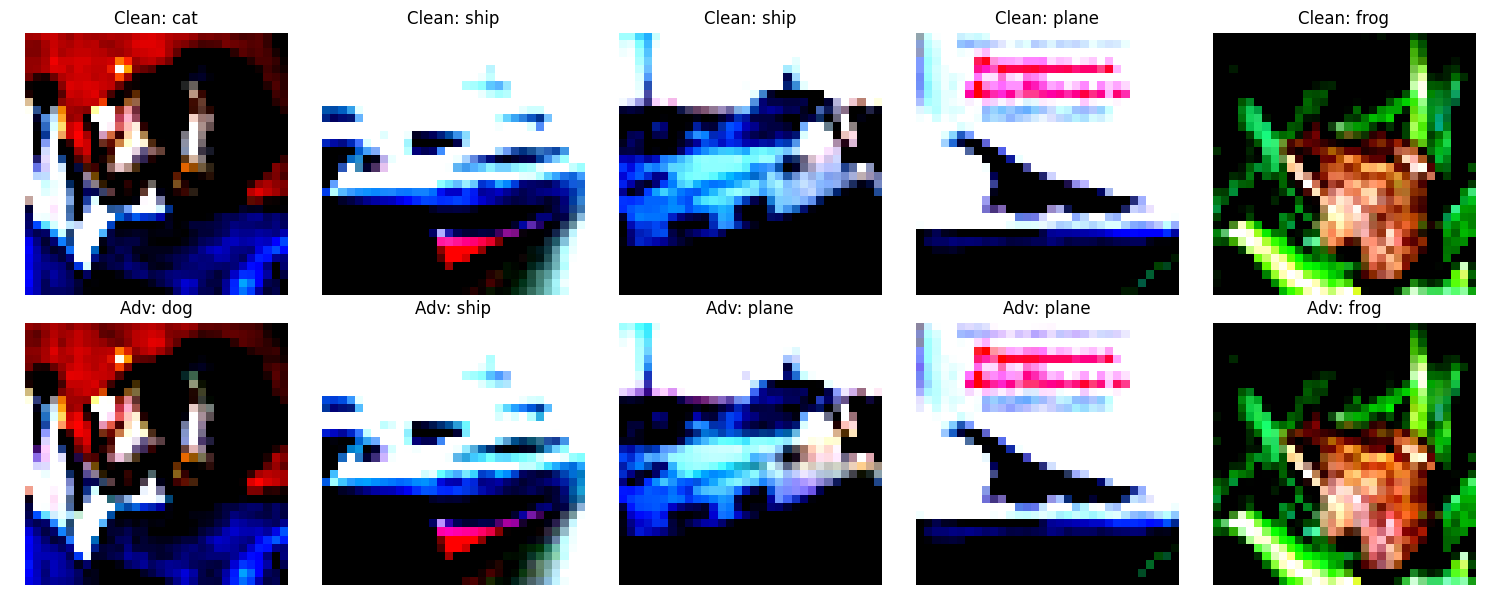 Clean: cat
Clean: ship
Clean: ship
Clean: plane
Clean: frog
Adv: dog
Adv: ship
Adv: plane
Adv: plane
Adv: frog